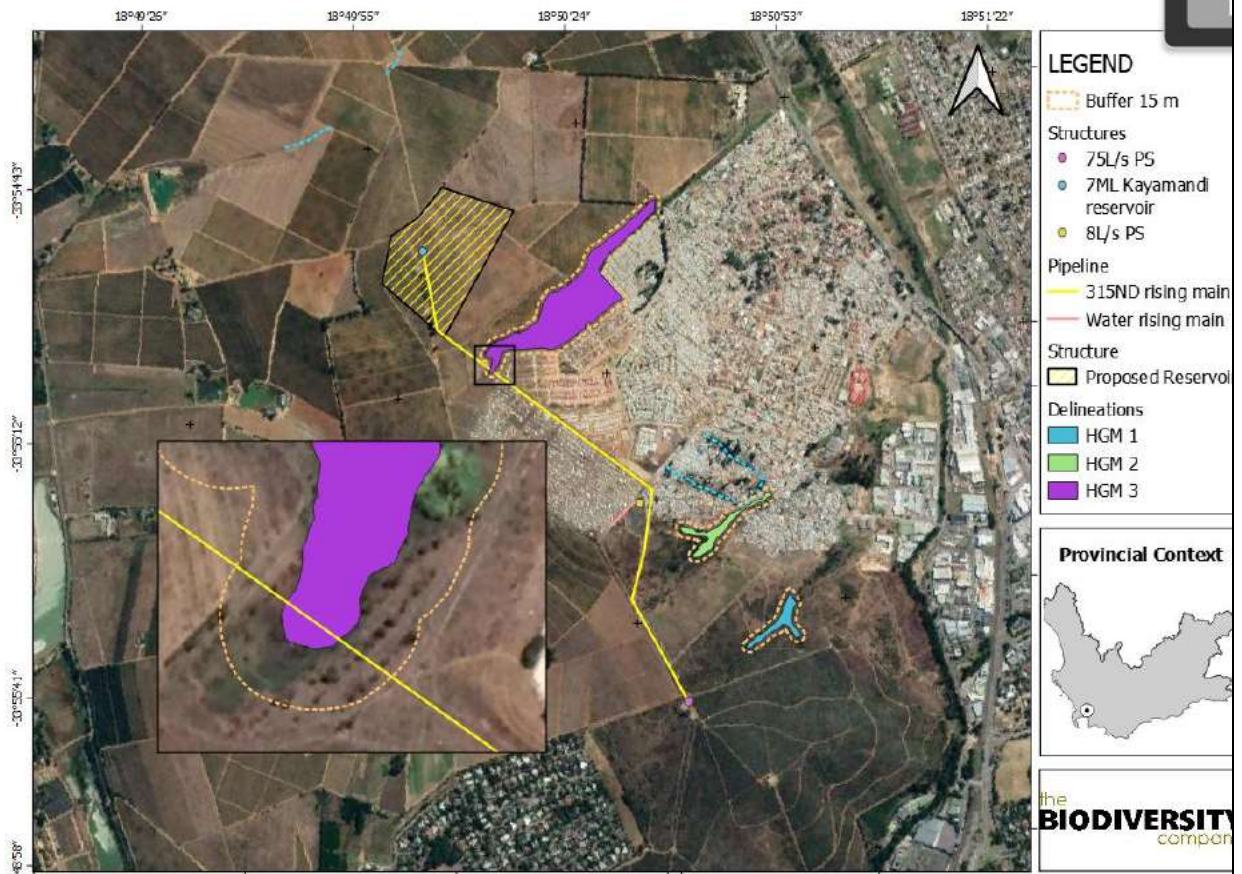 18°49'26" 18°49'55" 18°50'24" 18°50'53" 18°51'22"
-33°54'43"
-33°55'12"
-33°55'41"
LEGEND
Buffer 15 m
Structures
75L/s PS
7ML Kayamandi
reservoir
8L/s PS
Pipeline
315ND rising main
Water rising main
Structure
Proposed Reservoi
Delineations
HGM 1
HGM 2
HGM 3
Provincial Context
the
BIODIVERSITY
compan